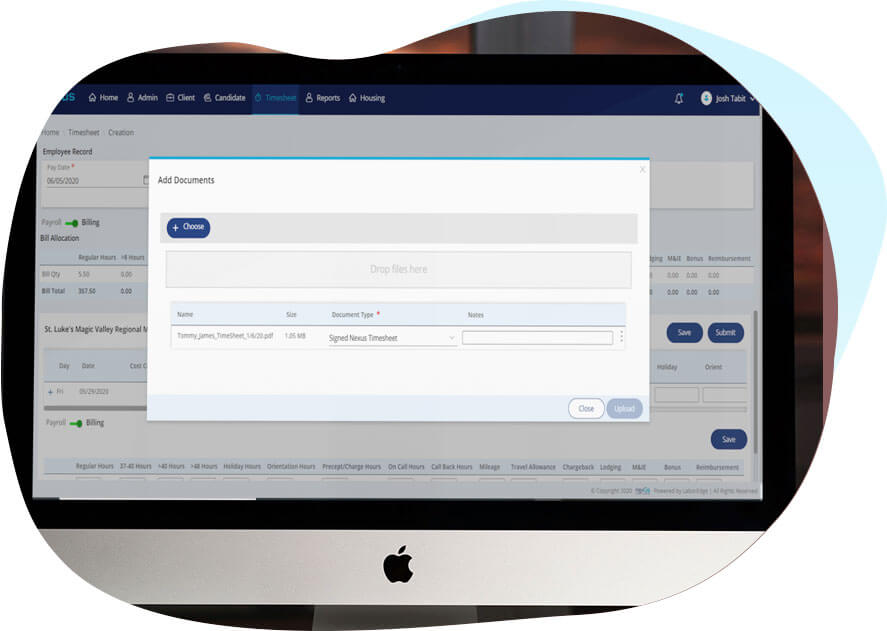 Home Admin Client Candidate Timesheet Reports Housing Josh Tabit
Home Timesheet Creation
Employee Record
Pay Date *
06/05/2020
Add Documents
X
+ Choose
Drop files here
Name Size Document Type * Notes
Tommy_James_TimeSheet_1/6/20.pdf 1.05 MB Signed Nexus Timesheet
Close Upload
Payroll Billing
Bill Allocation
Regular Hours >8 Hours M&IE Bonus Reimbursement
Bill Qty 5.50 0.00 0.00 0.00 0.00
Bill Total 357.50 0.00 0.00 0.00 0.00
St. Luke's Magic Valley Regional Save Submit
Day Date Holiday Orient
+ Fri 05/29/2020
Payroll Billing
Save
Regular Hours 37-40 Hours >40 Hours >48 Hours Holiday Hours Orientation Hours Precept/Charge Hours On Call Hours Call Back Hours Mileage Travel Allowance Chargeback Lodging M&IE Bonus Reimbursement
© Copyright 2020 Powered by LaborEdge | All Rights Reserved